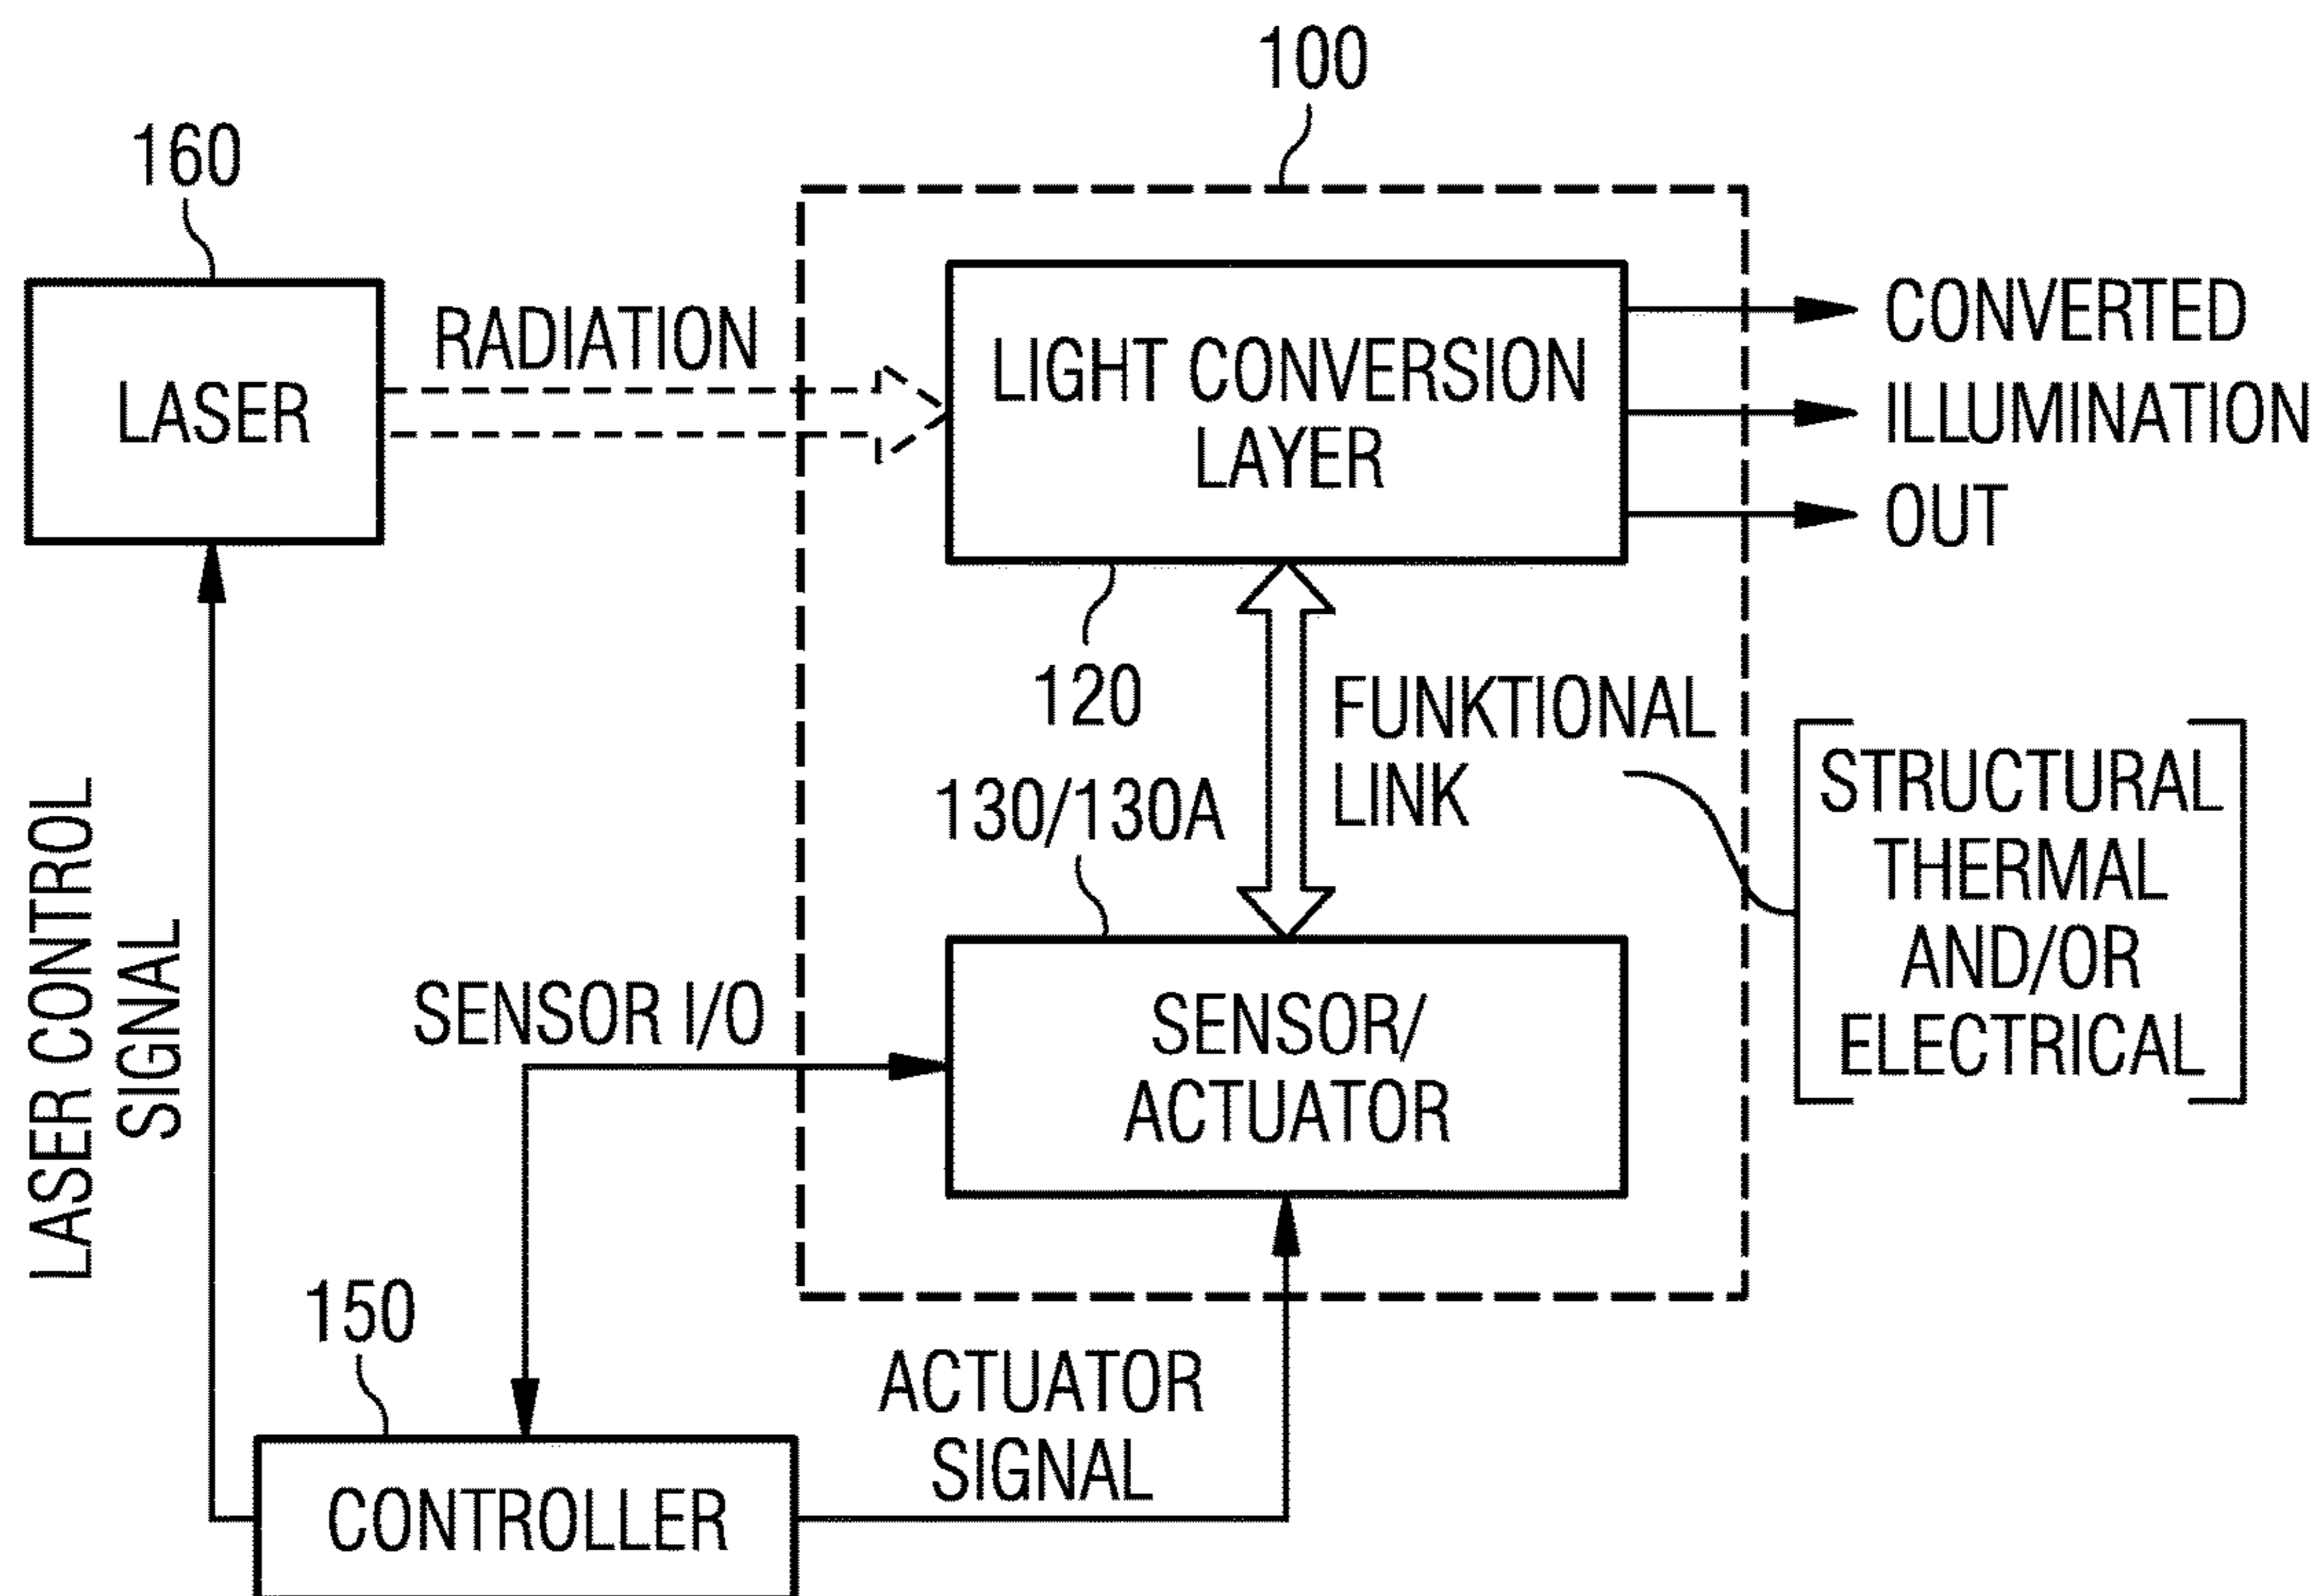 100
160
LASER
RADIATION
LIGHT CONVERSION
LAYER
CONVERTED
ILLUMINATION
OUT
120
FUNKTIONAL
LINK
130/130A
STRUCTURAL
THERMAL
AND/OR
ELECTRICAL
LASER CONTROL
SIGNAL
SENSOR I/O
SENSOR/
ACTUATOR
150
CONTROLLER
ACTUATOR
SIGNAL